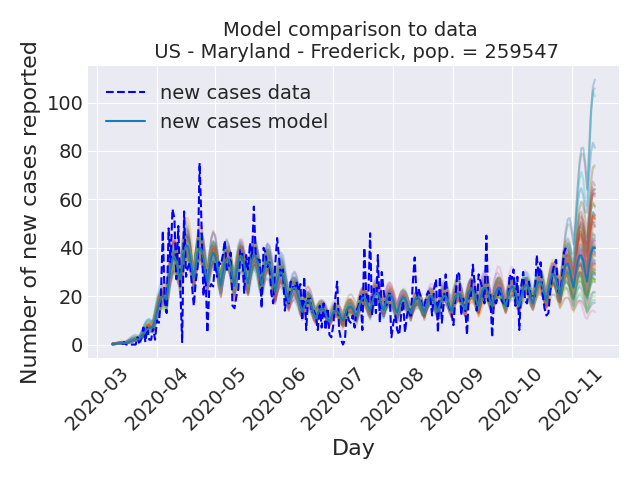 Model comparison to data
US - Maryland - Frederick, pop. = 259547
Number of new cases reported
100
80
60
40
20
0
new cases data
new cases model
2020-03
2020-04
2020-05
2020-06
2020-07
2020-08
2020-09
2020-10
2020-11
Day